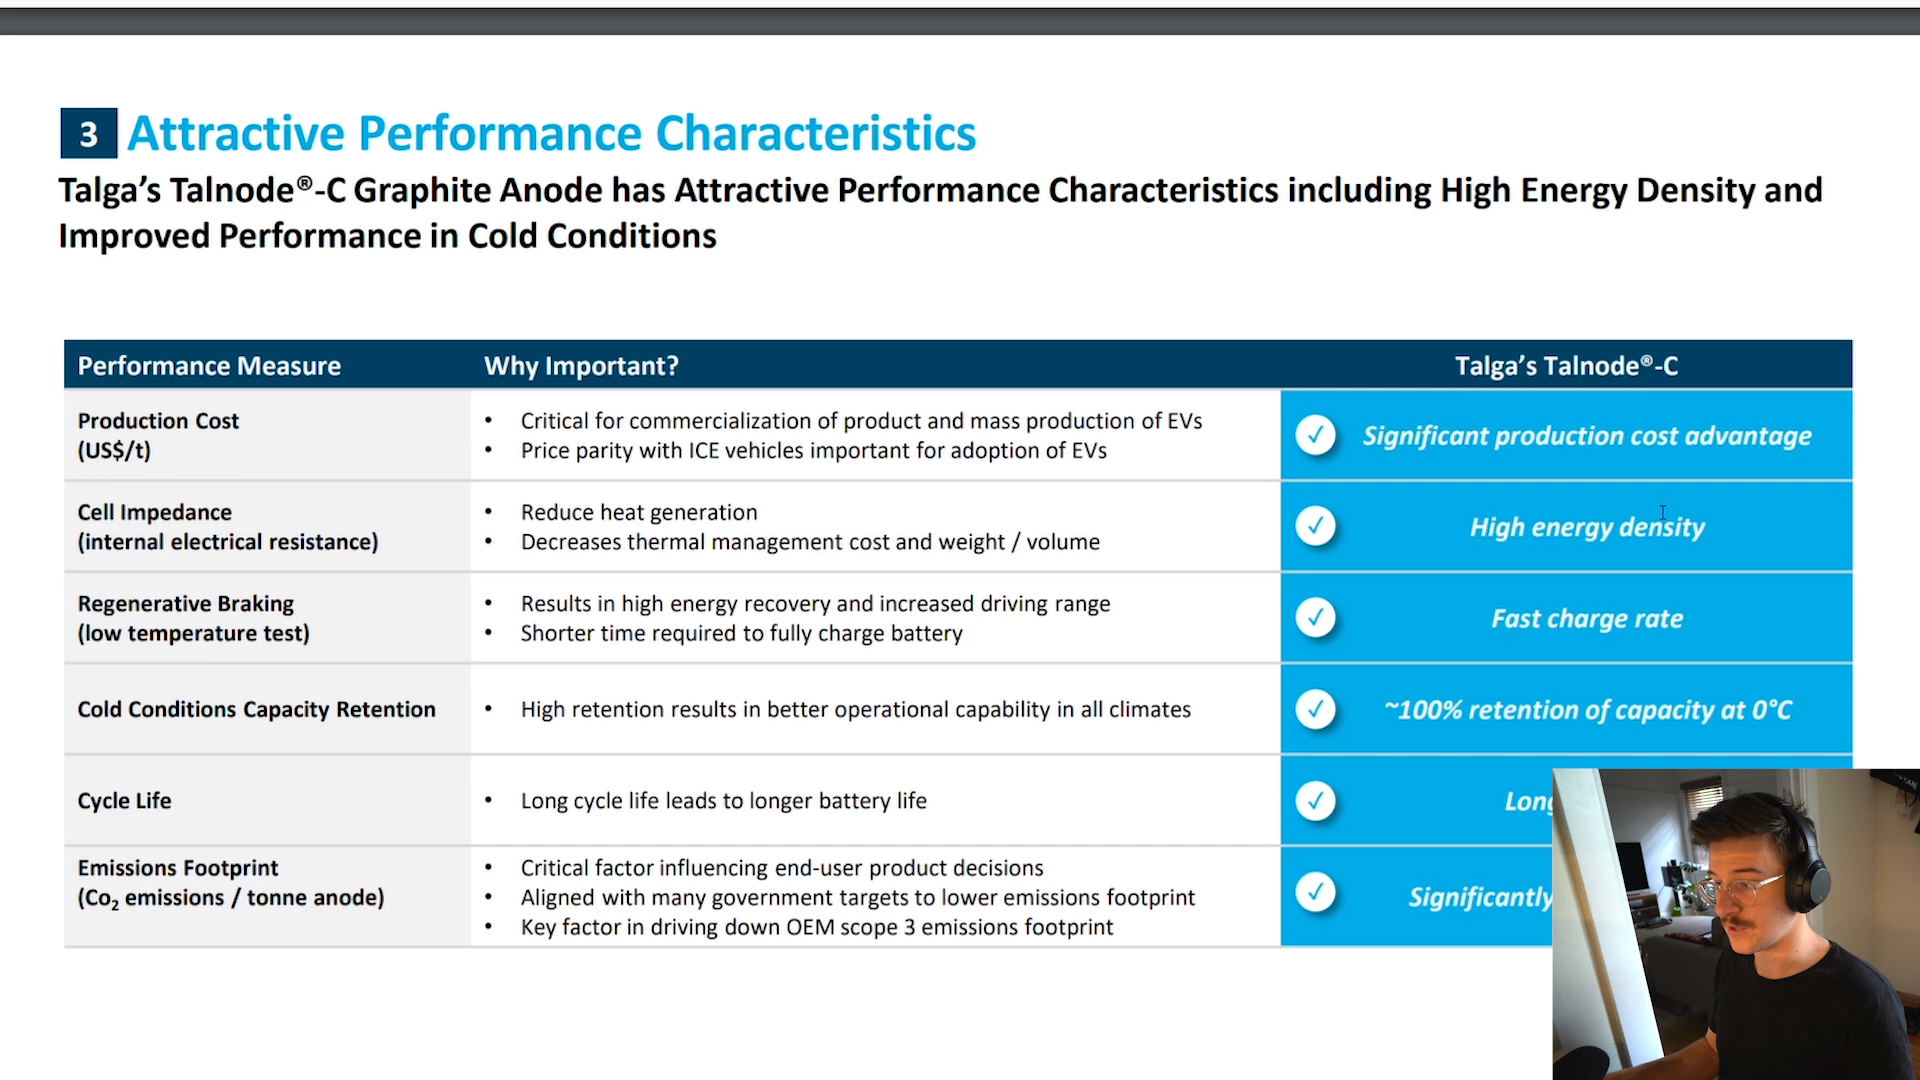 3 Attractive Performance Characteristics
Talga's Talnode®-C Graphite Anode has Attractive Performance Characteristics including High Energy Density and
Improved Performance in Cold Conditions
Performance Measure Why Important? Talga's Talnode®-C
Production Cost
(US$/t)
• Critical for commercialization of product and mass production of EVs
• Price parity with ICE vehicles important for adoption of EVs
✓ Significant production cost advantage
Cell Impedance
(internal electrical resistance)
• Reduce heat generation
• Decreases thermal management cost and weight / volume
✓ High energy density
Regenerative Braking
(low temperature test)
• Results in high energy recovery and increased driving range
• Shorter time required to fully charge battery
✓ Fast charge rate
Cold Conditions Capacity Retention
• High retention results in better operational capability in all climates
✓ ~100% retention of capacity at 0°C
Cycle Life
• Long cycle life leads to longer battery life
✓ Long
Emissions Footprint
(Co₂ emissions / tonne anode)
• Critical factor influencing end-user product decisions
• Aligned with many government targets to lower emissions footprint
• Key factor in driving down OEM scope 3 emissions footprint
✓ Significantly